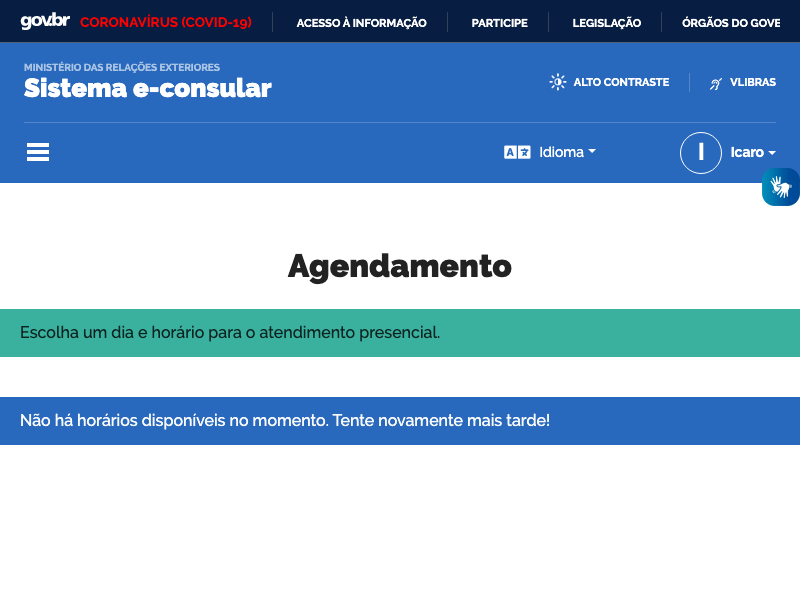 gov.br CORONAVÍRUS (COVID-19) ACESSO À INFORMAÇÃO PARTICIPE LEGISLAÇÃO ÓRGÃOS DO GOVE
MINISTÉRIO DAS RELAÇÕES EXTERIORES
Sistema e-consular
ALTO CONTRASTE VLIBRAS
Idioma
I Icaro
Agendamento
Escolha um dia e horário para o atendimento presencial.
Não há horários disponíveis no momento. Tente novamente mais tarde!